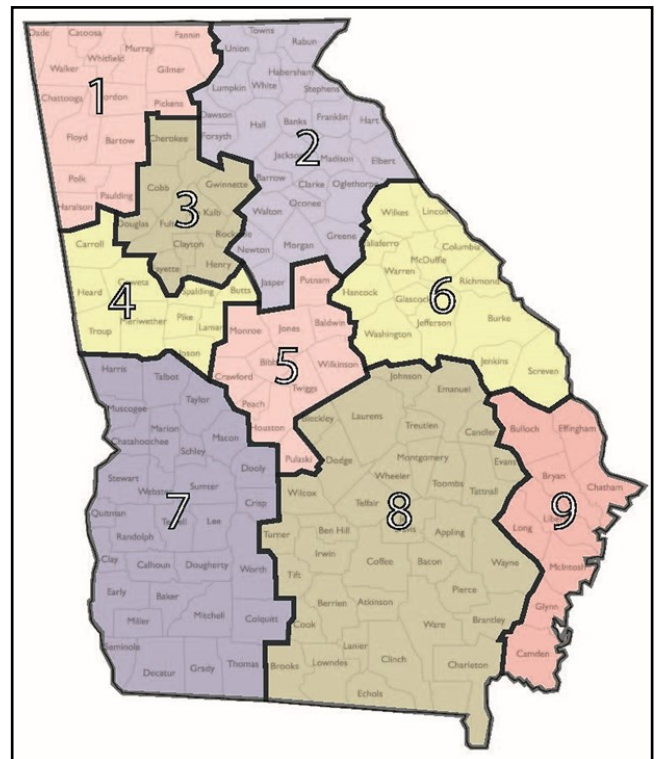 Towns
Dade Catoosa Fannin Rabun
Murray Union
Whitfield
Walker Gilmer Habersham
Lumpkin White Stephens
Chattooga Gordon
1
Pickens
Dawson Franklin
Banks Hart
Cherokee Forsyth Hall
Floyd Bartow
2
Jackson Madison
Elbert
Polk Cobb Gwinnette Barrow
Clarke Oglethorpe
Paulding Oconee
Haralson 3 Kalb Walton
Douglas Fult
Wilkes Lincoln
Rock
Carroll Clayton Greene
Newton Morgan Taliaferro Columbia
Fayette Henry McDuffie
Jasper Putnam Warren Richmond
Heard Coweta Spalding Butts Hancock
4 Glascock 6
Pike Jones Burke
Troup Meriwether Lamar Monroe Baldwin Jefferson
Washington
Bibb
5
Crawford Wilkinson Jenkins
Harris Johnson Screven
Talbot Twiggs Emanuel
Taylor Peach
Muscogee Laurens
Houston Bleckley Bulloch Effingham
Marion Treutlen Candler
Chattahoochee Macon
Schley Pulaski Montgomery Evans
Dooly Dodge Bryan
Stewart Wheeler Chatham
Webster Sumter Toombs
Wilcox Tattnall
Crisp Telfair
7 8 9
Quitman Lee Long
Randolph Turner Ben Hill Appling
Irwin
Clay Calhoun Dougherty Worth Coffee Bacon Wayne McIntosh
Tift
Early Baker Pierce
Berrien Atkinson Glynn
Miller Mitchell Colquitt
Cook Ware Brantley
Seminole Lanier Camden
Decatur Grady Thomas Brooks Lowndes Clinch Charleton
Echols